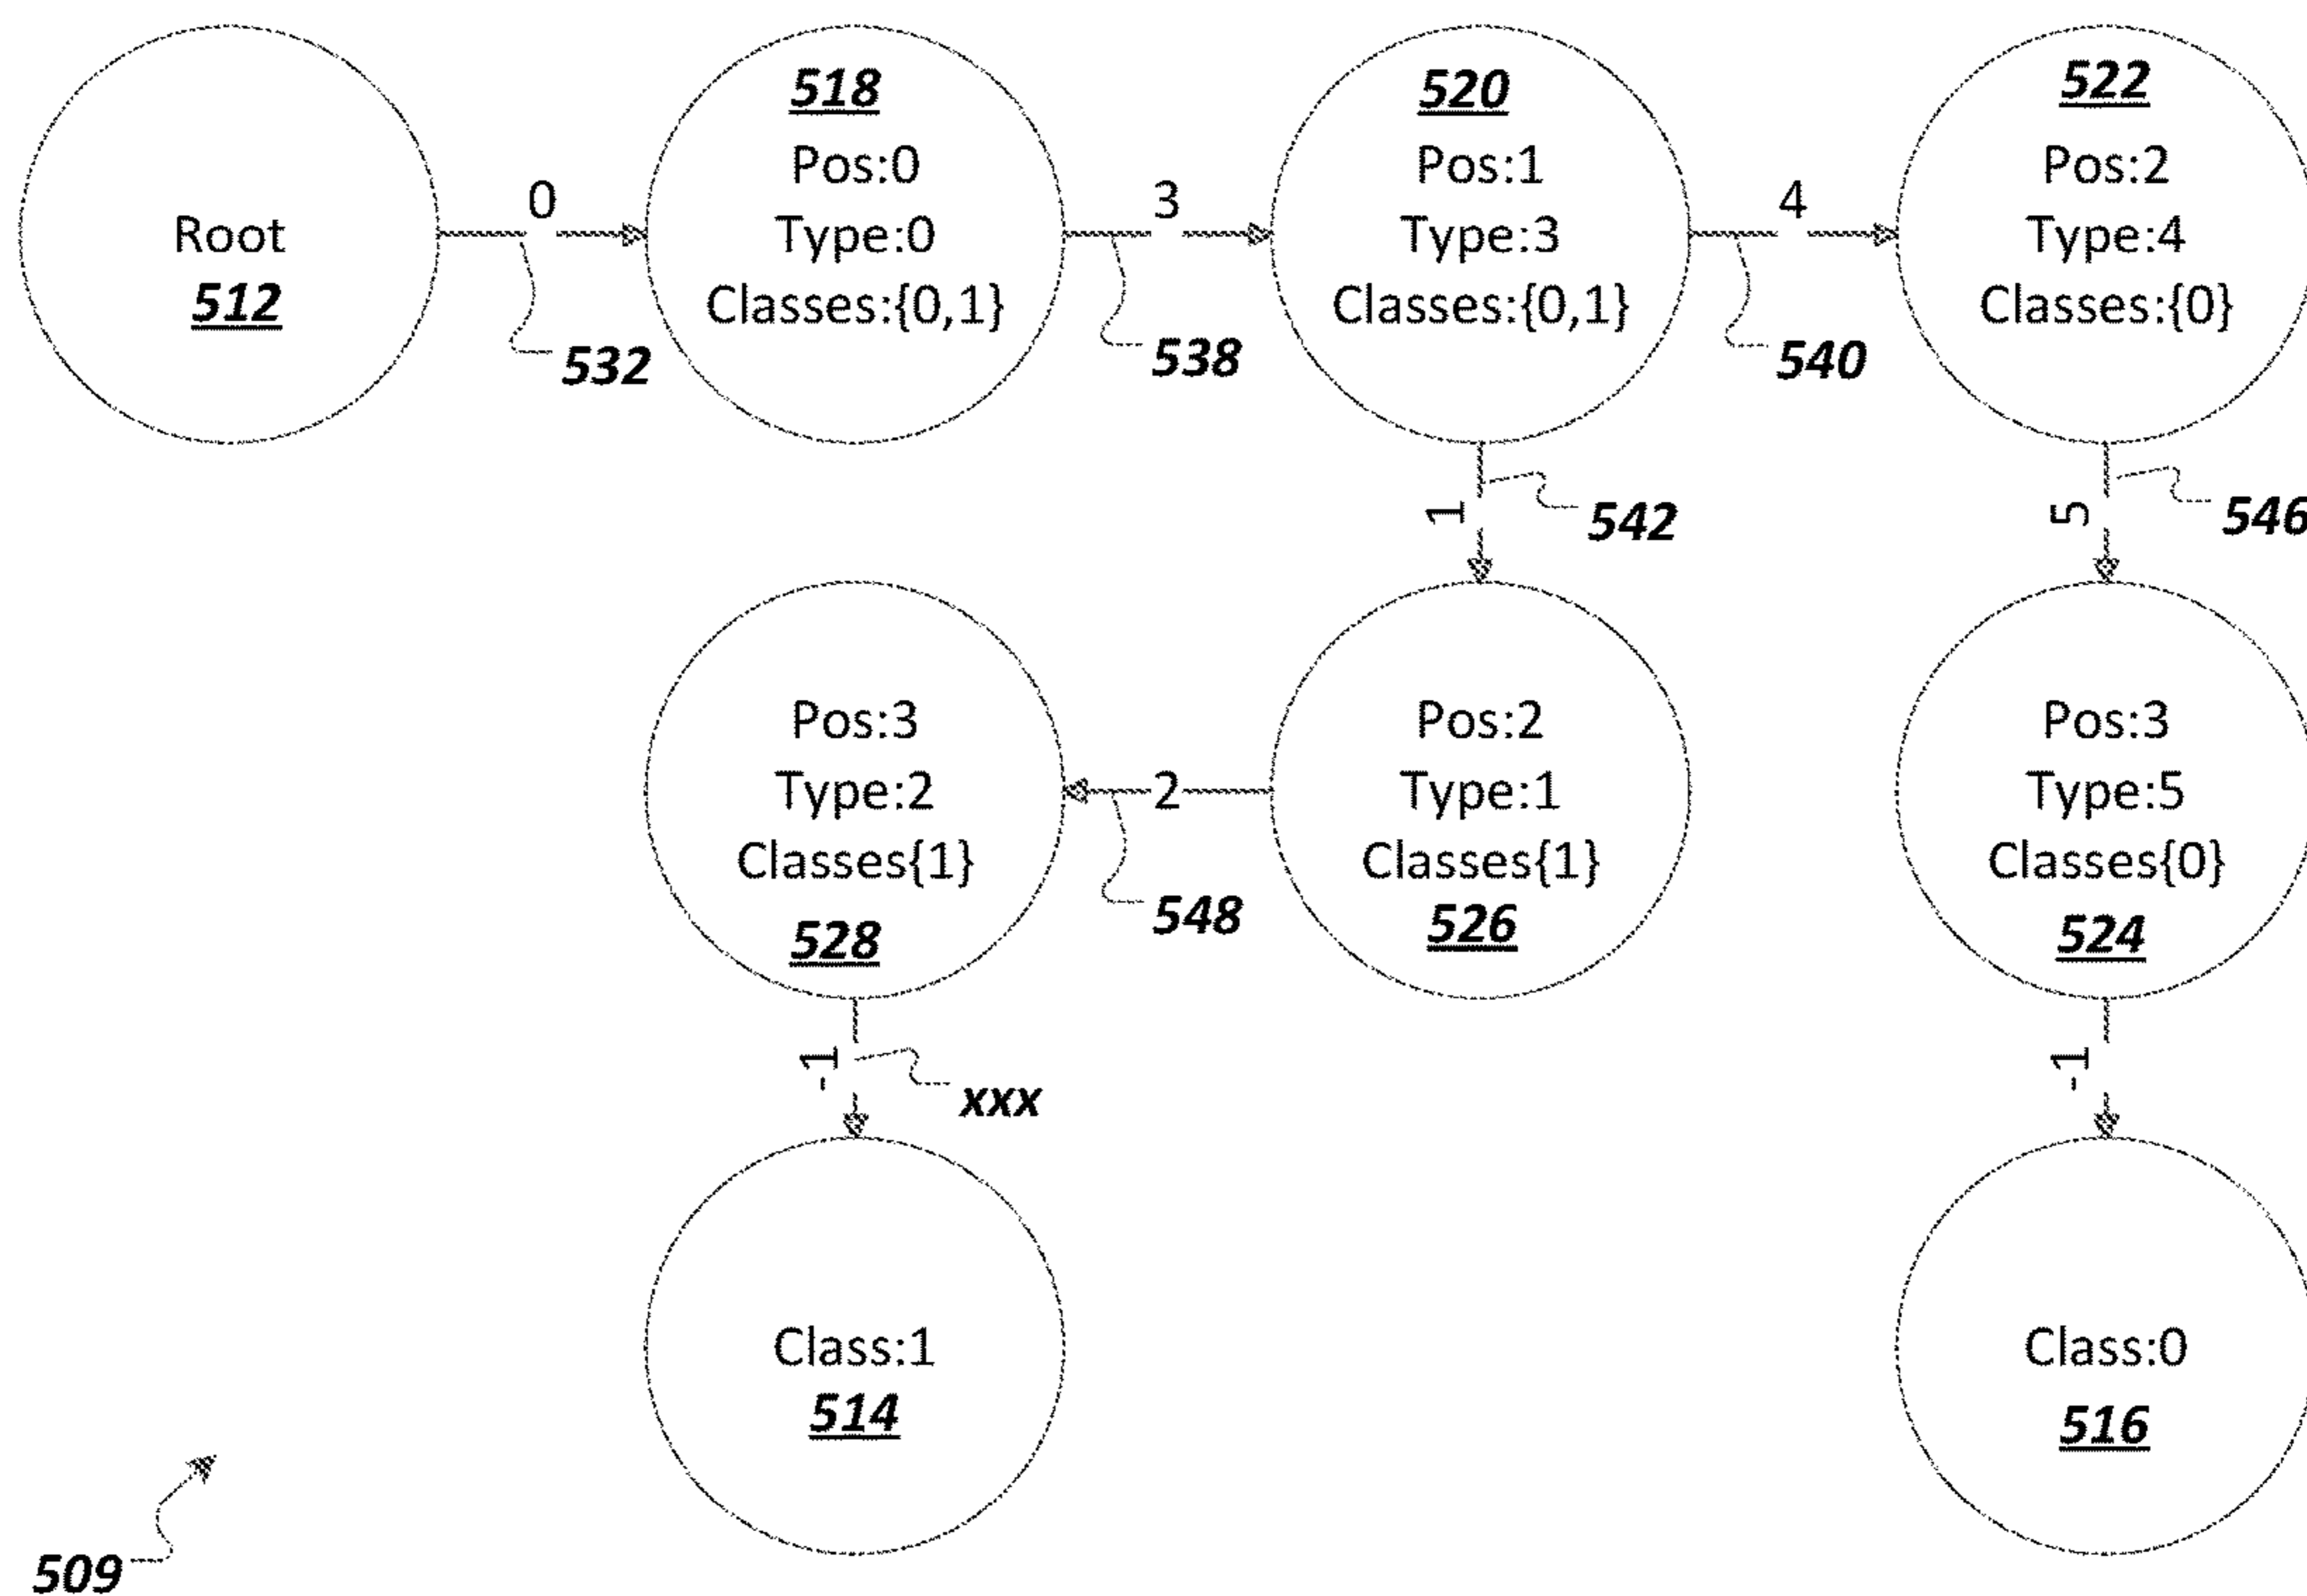 Root
512
0
532
518
Pos:0
Type:0
Classes:{0,1}
3
538
520
Pos:1
Type:3
Classes:{0,1}
4
540
522
Pos:2
Type:4
Classes:{0}
1
542
5
546
Pos:3
Type:2
Classes{1}
528
2
548
Pos:2
Type:1
Classes{1}
526
Pos:3
Type:5
Classes{0}
524
-1
xxx
-1
Class:1
514
Class:0
516
509